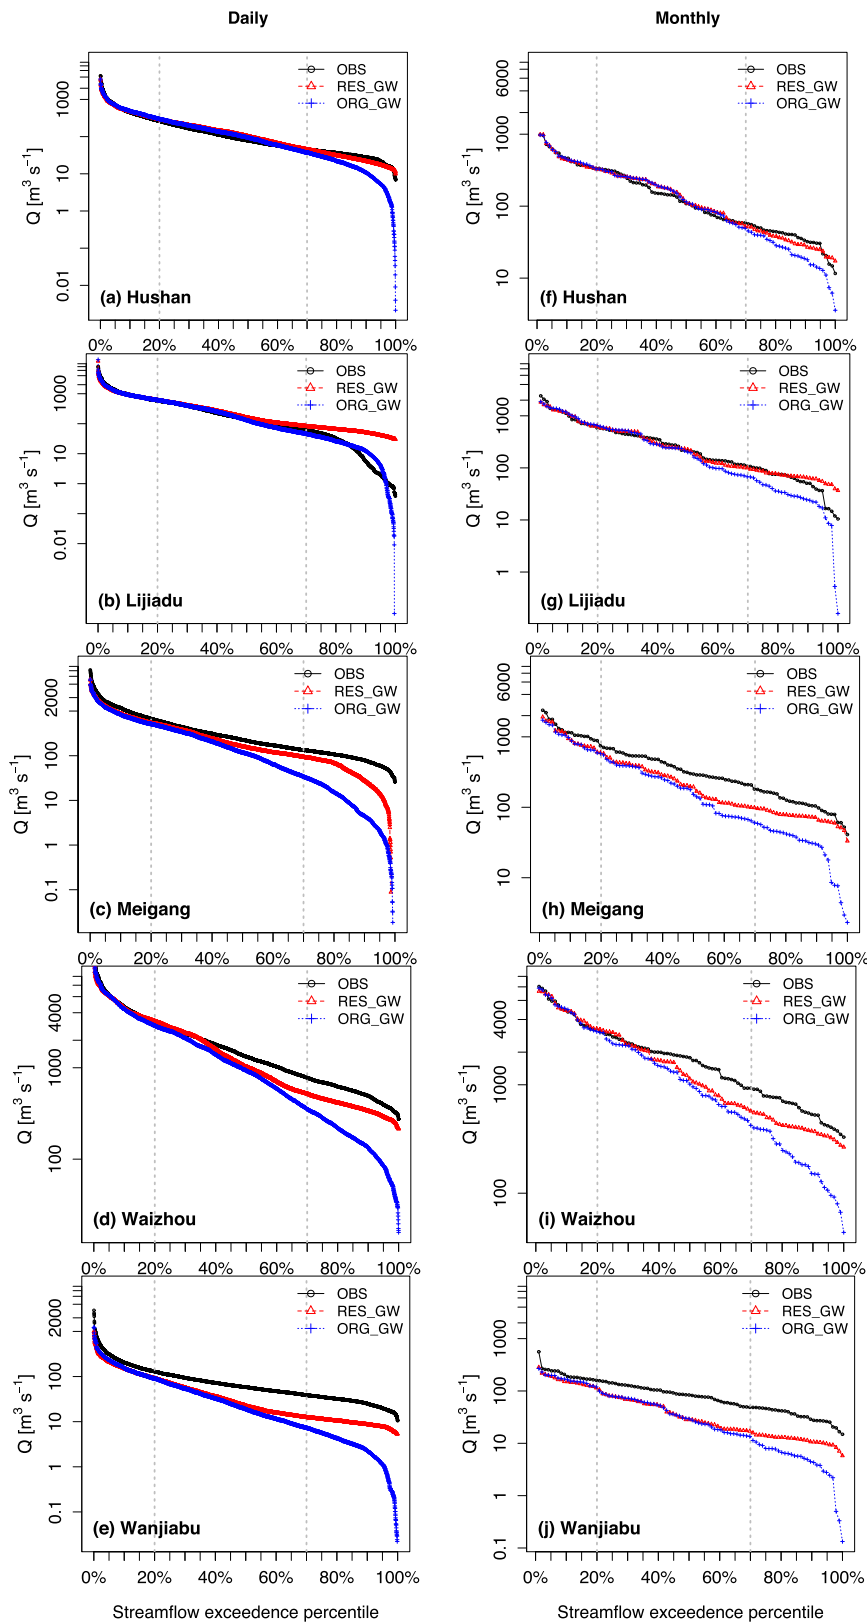 Daily
Monthly
OBS
RES_GW
ORG_GW
Q [m³ s⁻¹]
1000
10
1
0.01
(a) Hushan
0% 20% 40% 60% 80% 100%
OBS
RES_GW
ORG_GW
Q [m³ s⁻¹]
6000
1000
100
10
(f) Hushan
0% 20% 40% 60% 80% 100%
OBS
RES_GW
ORG_GW
Q [m³ s⁻¹]
1000
10
1
0.01
(b) Lijiadu
0% 20% 40% 60% 80% 100%
OBS
RES_GW
ORG_GW
Q [m³ s⁻¹]
1000
100
10
1
(g) Lijiadu
0% 20% 40% 60% 80% 100%
OBS
RES_GW
ORG_GW
Q [m³ s⁻¹]
2000
100
10
1
0.1
(c) Meigang
0% 20% 40% 60% 80% 100%
OBS
RES_GW
ORG_GW
Q [m³ s⁻¹]
6000
1000
100
10
(h) Meigang
0% 20% 40% 60% 80% 100%
OBS
RES_GW
ORG_GW
Q [m³ s⁻¹]
4000
1000
100
(d) Waizhou
0% 20% 40% 60% 80% 100%
OBS
RES_GW
ORG_GW
Q [m³ s⁻¹]
4000
1000
100
(i) Waizhou
0% 20% 40% 60% 80% 100%
OBS
RES_GW
ORG_GW
Q [m³ s⁻¹]
2000
100
10
1
0.1
(e) Wanjiabu
0% 20% 40% 60% 80% 100%
Streamflow exceedence percentile
OBS
RES_GW
ORG_GW
Q [m³ s⁻¹]
1000
100
10
1
0.1
(j) Wanjiabu
0% 20% 40% 60% 80% 100%
Streamflow exceedence percentile